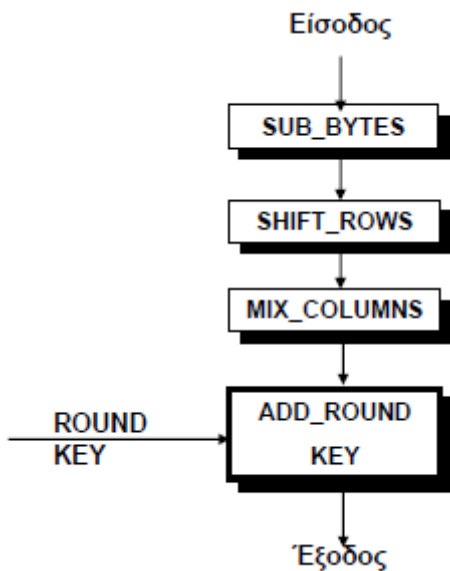 Είσοδος
SUB_BYTES
SHIFT_ROWS
MIX_COLUMNS
ADD_ROUND
KEY
ROUND
KEY
Έξοδος